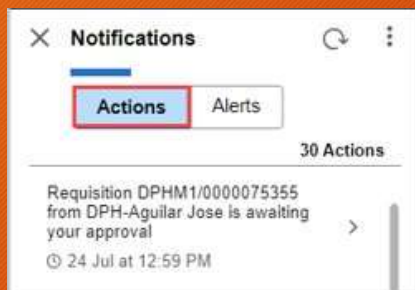 Notifications
Actions
Alerts
30 Actions
Requisition DPHM1/0000075355
from DPH-Aguilar Jose is awaiting
your approval
24 Jul at 12:59 PM